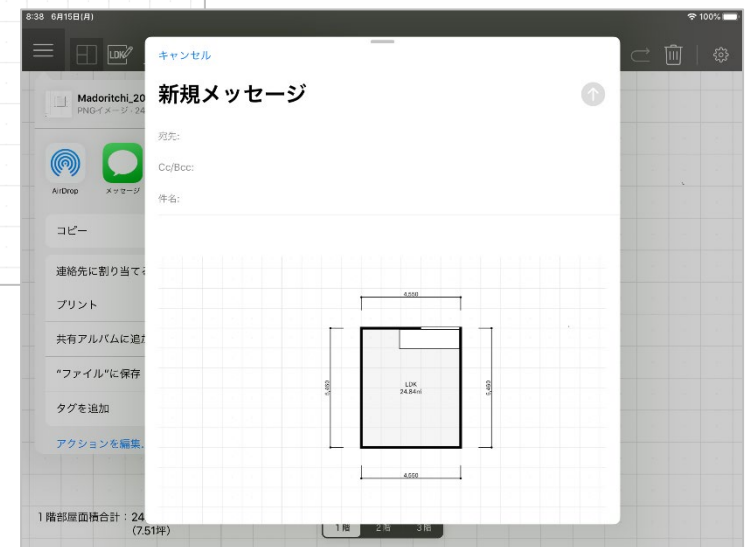 8:38 6月15日(月)
100%
LDK
キャンセル
新規メッセージ
宛先:
Cc/Bcc:
件名:
Madoritchi_20
PNGイメージ・24
AirDrop
メッセージ
コピー
連絡先に割り当てる
プリント
共有アルバムに追加
"ファイル"に保存
タグを追加
アクションを編集...
4,550
LDK
24.84㎡
4,550
1階部屋面積合計：24
(7.51坪)
1階 2階 3階